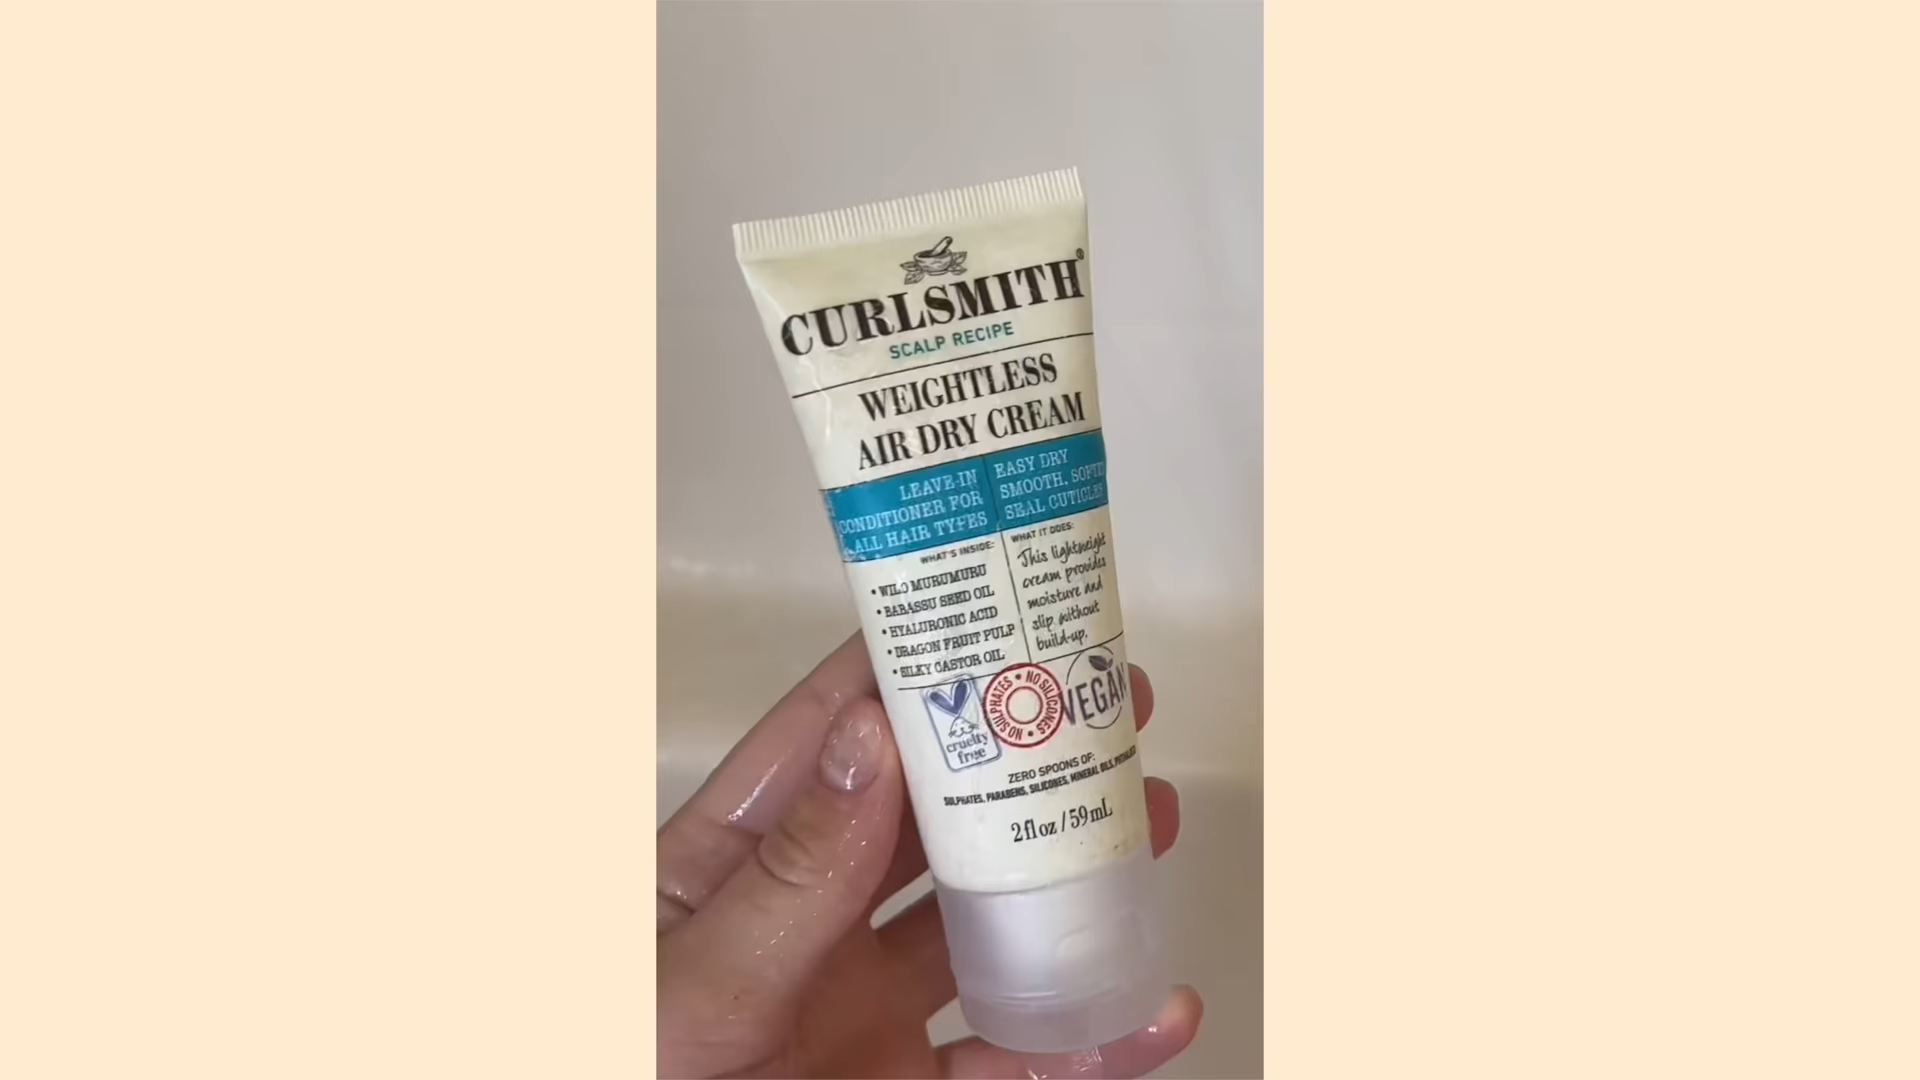 CURLSMITH®
SCALP RECIPE
WEIGHTLESS
AIR DRY CREAM
LEAVE-IN
CONDITIONER FOR
ALL HAIR TYPES
EASY DRY
SMOOTH, SOFTEN
SEAL CUTICLES
WHAT'S INSIDE:
• WILD MURUMURU
• BABASSU SEED OIL
• HYALURONIC ACID
• DRAGON FRUIT PULP
• SILKY CASTOR OIL
WHAT IT DOES:
This lightweight
cream provides
moisture and
slip without
build-up.
cruelty
free
NO SULPHATES • NO SILICONES •
VEGAN
ZERO SPOONS OF:
SULPHATES, PARABENS, SILICONES, MINERAL OILS,
2 fl oz / 59 mL